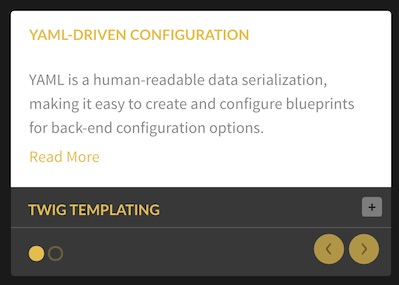 YAML-DRIVEN CONFIGURATION
YAML is a human-readable data serialization,
making it easy to create and configure blueprints
for back-end configuration options.
Read More
TWIG TEMPLATING